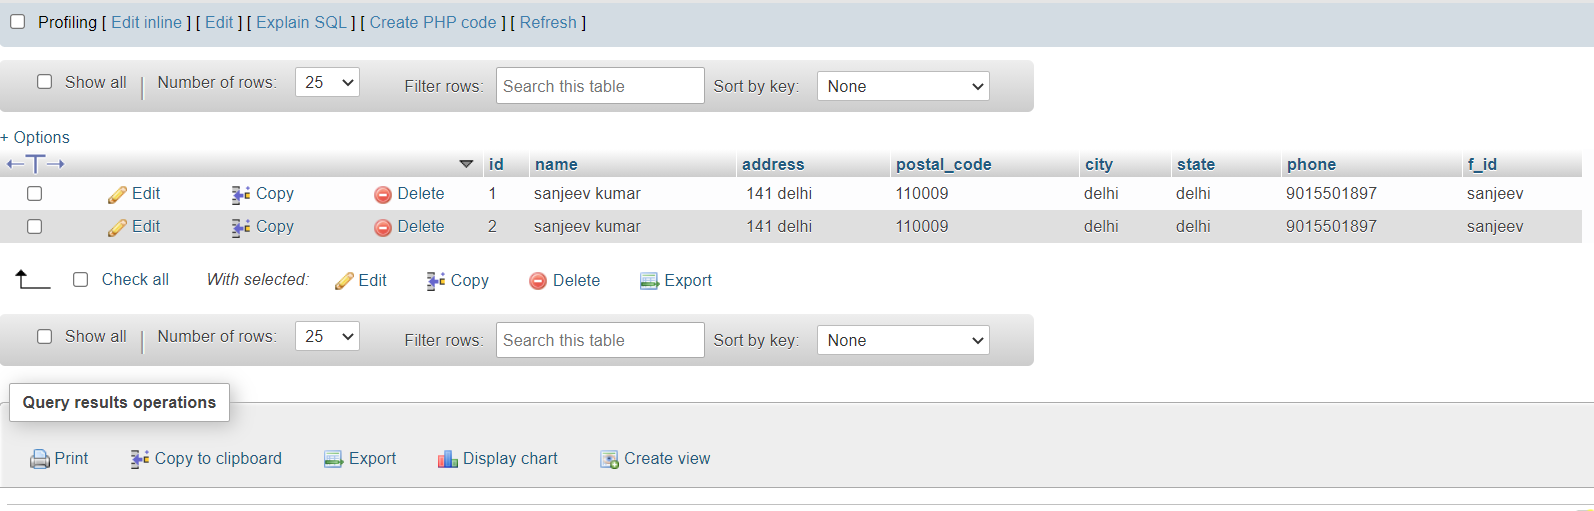 Profiling [ Edit inline ] [ Edit ] [ Explain SQL ] [ Create PHP code ] [ Refresh ]
Show all | Number of rows: 25 Filter rows: Search this table Sort by key: None
+ Options
←T→ id name address postal_code city state phone f_id
Edit Copy Delete 1 sanjeev kumar 141 delhi 110009 delhi delhi 9015501897 sanjeev
Edit Copy Delete 2 sanjeev kumar 141 delhi 110009 delhi delhi 9015501897 sanjeev
Check all With selected: Edit Copy Delete Export
Show all | Number of rows: 25 Filter rows: Search this table Sort by key: None
Query results operations
Print Copy to clipboard Export Display chart Create view